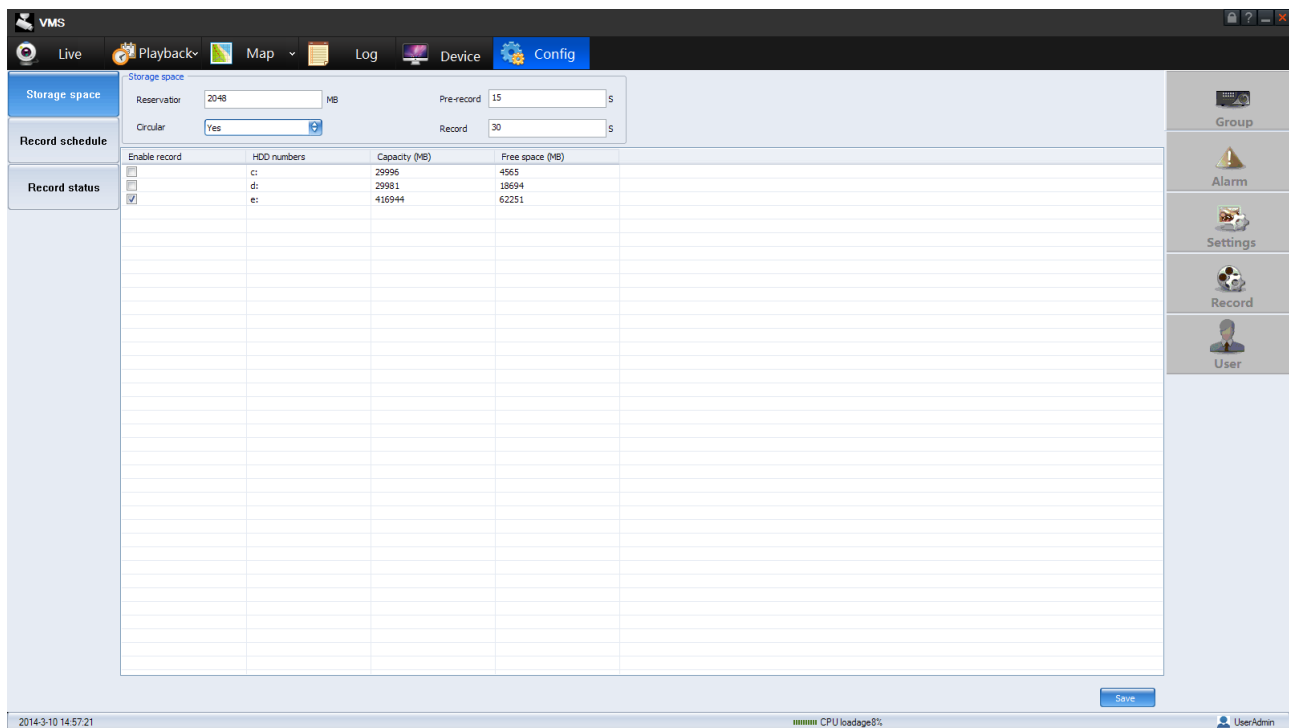 VMS
Live Playback Map Log Device Config
Storage space
Record schedule
Record status
Storage space
Reservatior 2048 MB Pre-record 15 S
Circular Yes Record 30 S
Enable record HDD numbers Capacity (MB) Free space (MB)
c: 29996 4565
d: 29981 18694
e: 416944 62251
Group
Alarm
Settings
Record
User
Save
2014-3-10 14:57:21 CPU loadage8% UserAdmin